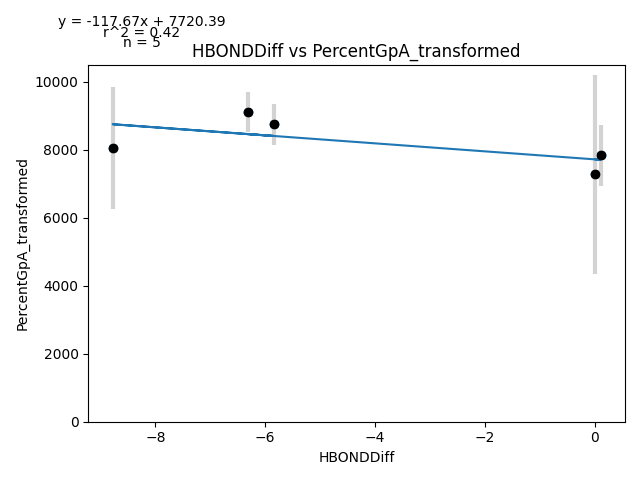 y = -117.67x + 7720.39
r^2 = 0.42
n = 5
HBONDDiff vs PercentGpA_transformed
10000
8000
6000
4000
2000
0
PercentGpA_transformed
−8
−6
−4
−2
0
HBONDDiff